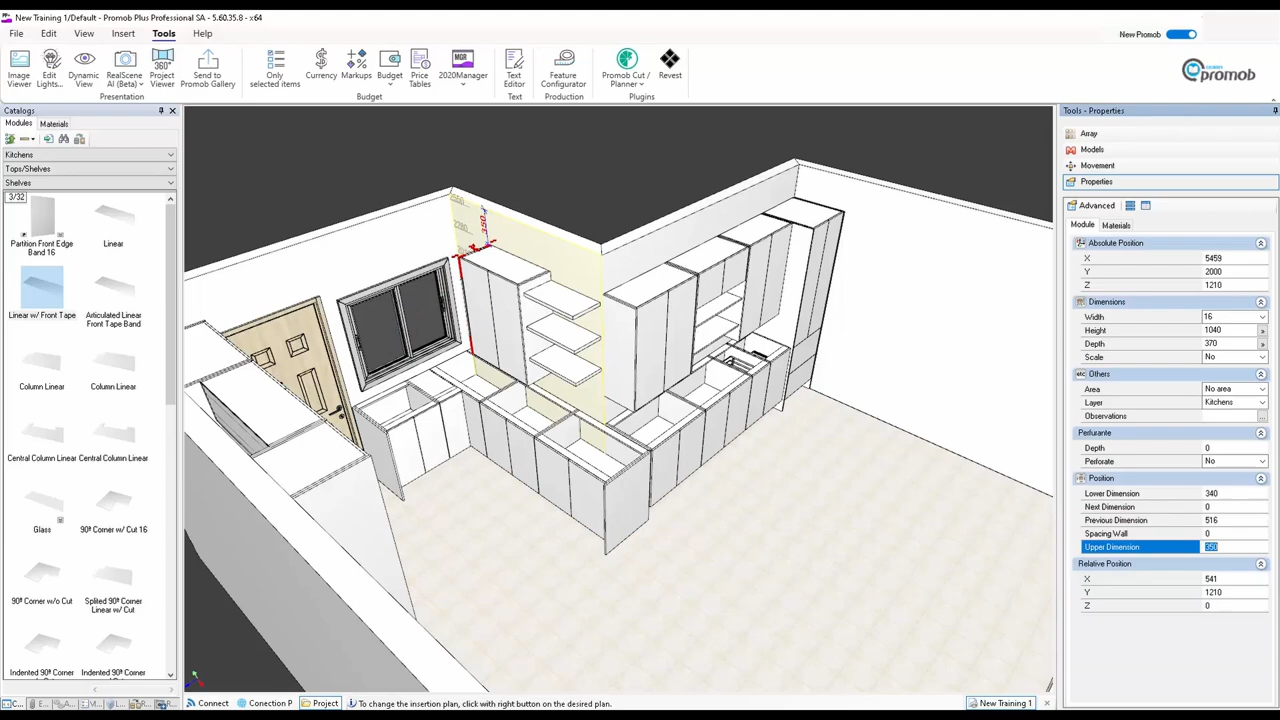 New Training 1/Default - Promob Plus Professional SA - 5.60.35.8 - x64
File Edit View Insert Tools Help
New Promob
Image Viewer
Edit Lights...
Dynamic View
RealScene AI (Beta)
Project Viewer
Send to Promob Gallery
Presentation
Only selected items
Currency
Markups
Budget
Price Tables
2020Manager
Budget
Text Editor
Text
Feature Configurator
Production
Promob Cut / Planner
Revest
Plugins
promob
Catalogs
Modules Materials
Kitchens
Tops/Shelves
Shelves
3/32
Partition Front Edge Band 16
Linear
Linear w/ Front Tape
Articulated Linear Front Tape Band
Column Linear
Column Linear
Central Column Linear
Central Column Linear
Glass
90ª Corner w/ Cut 16
90ª Corner w/o Cut
Splited 90ª Corner Linear w/ Cut
Indented 90ª Corner
Indented 90ª Corner
350
Tools - Properties
Array
Models
Movement
Properties
Advanced
Module Materials
Absolute Position
X 5459
Y 2000
Z 1210
Dimensions
Width 16
Height 1040
Depth 370
Scale No
Others
Area No area
Layer Kitchens
Observations
Perfurante
Depth 0
Perforate No
Position
Lower Dimension 340
Next Dimension 0
Previous Dimension 516
Spacing Wall 0
Upper Dimension 350
Relative Position
X 541
Y 1210
Z 0
Connect
Conection P
Project
To change the insertion plan, click with right button on the desired plan.
New Training 1